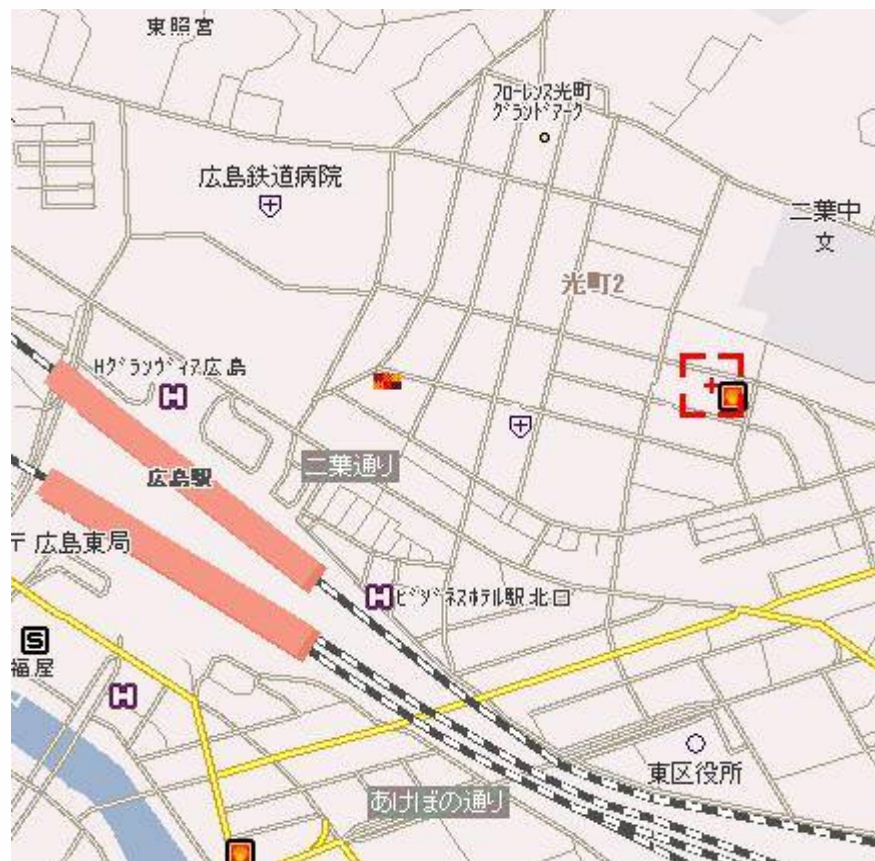 東照宮
フローレンス光町
グランドアーク
広島鉄道病院
二葉中
文
光町2
Hグランヴィア広島
H
二葉通り
広島駅
〒広島東局
H
ビジネスホテル駅北口
S
福屋
H
東区役所
あけぼの通り